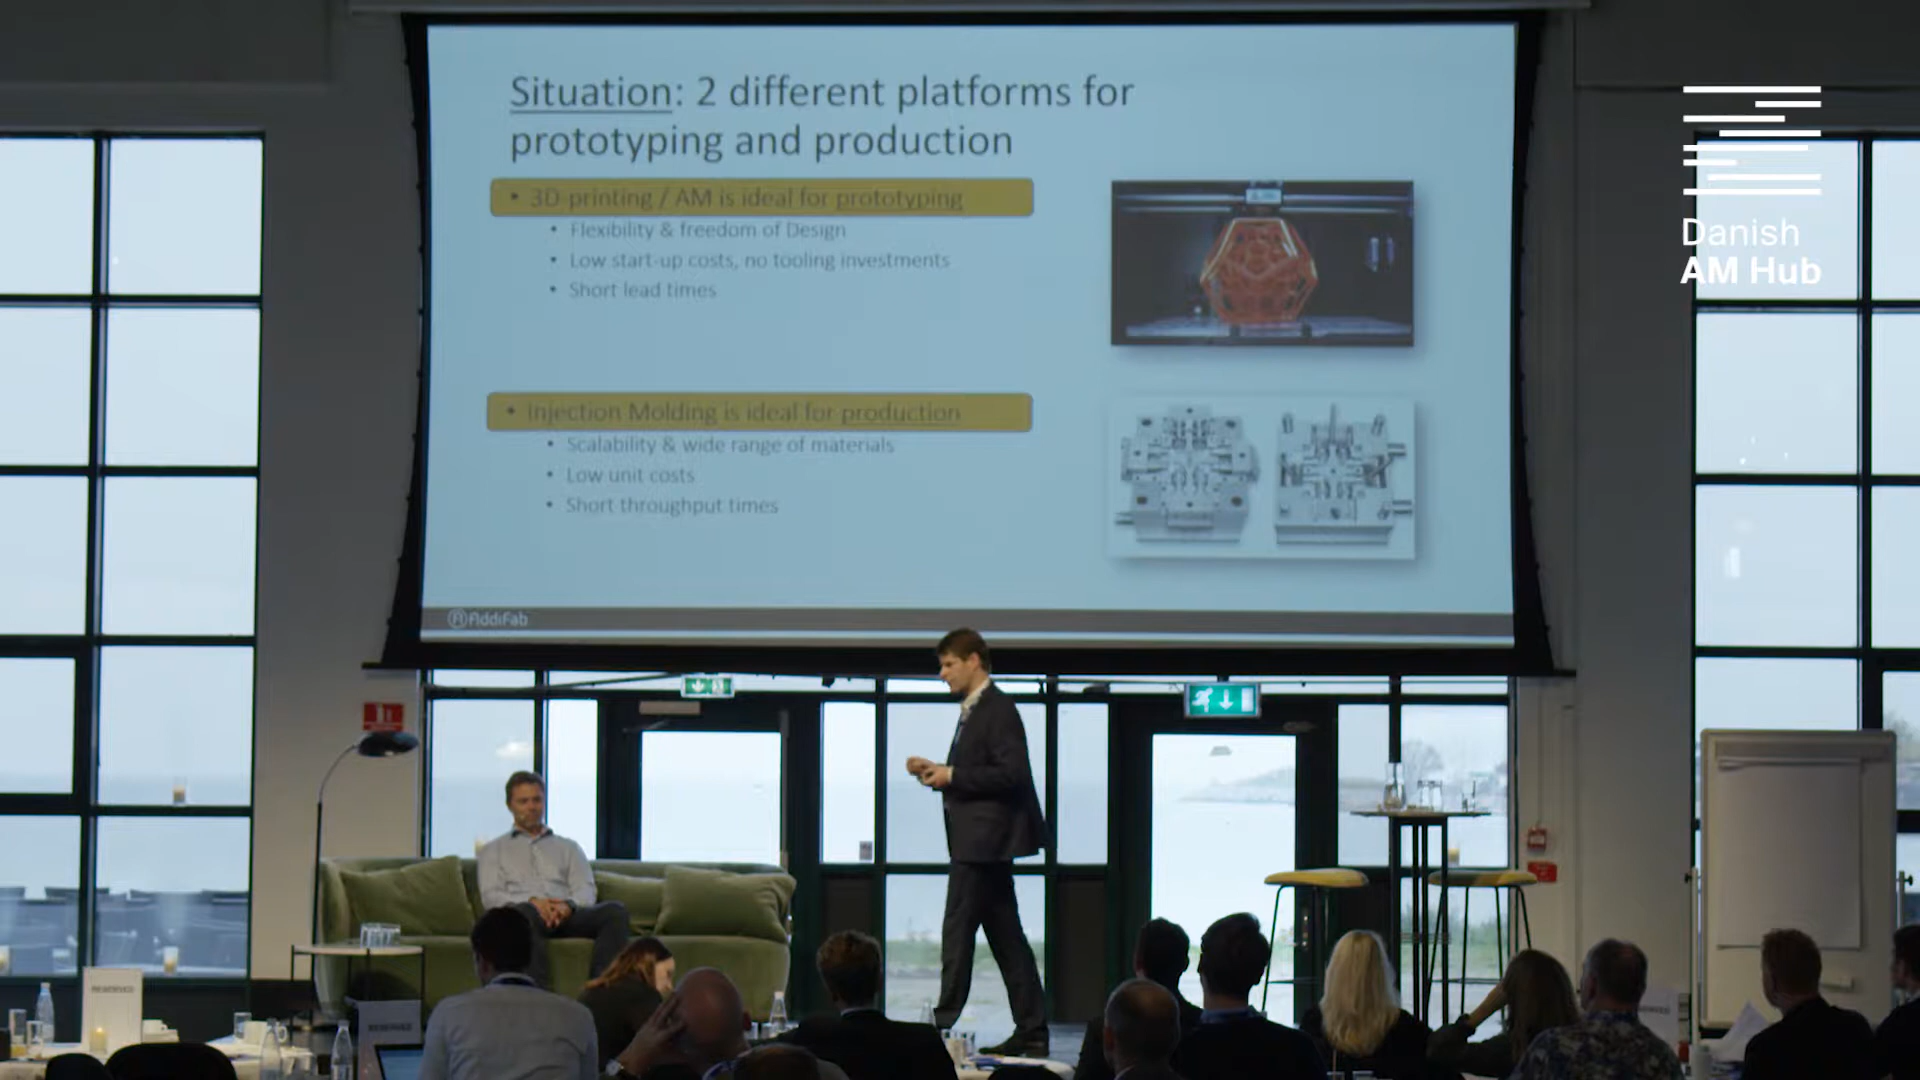 Situation: 2 different platforms for
prototyping and production
• 3D printing / AM is ideal for prototyping
• Flexibility & freedom of Design
• Low start-up costs, no tooling investments
• Short lead times
• Injection Molding is ideal for production
• Scalability & wide range of materials
• Low unit costs
• Short throughput times
AddiFab
Danish
AM Hub
RESERVED
RESERVED